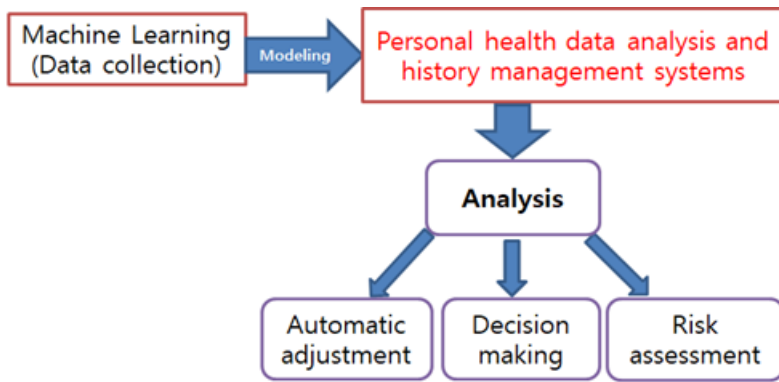 Machine Learning
(Data collection)
Modeling
Personal health data analysis and
history management systems
Analysis
Automatic
adjustment
Decision
making
Risk
assessment